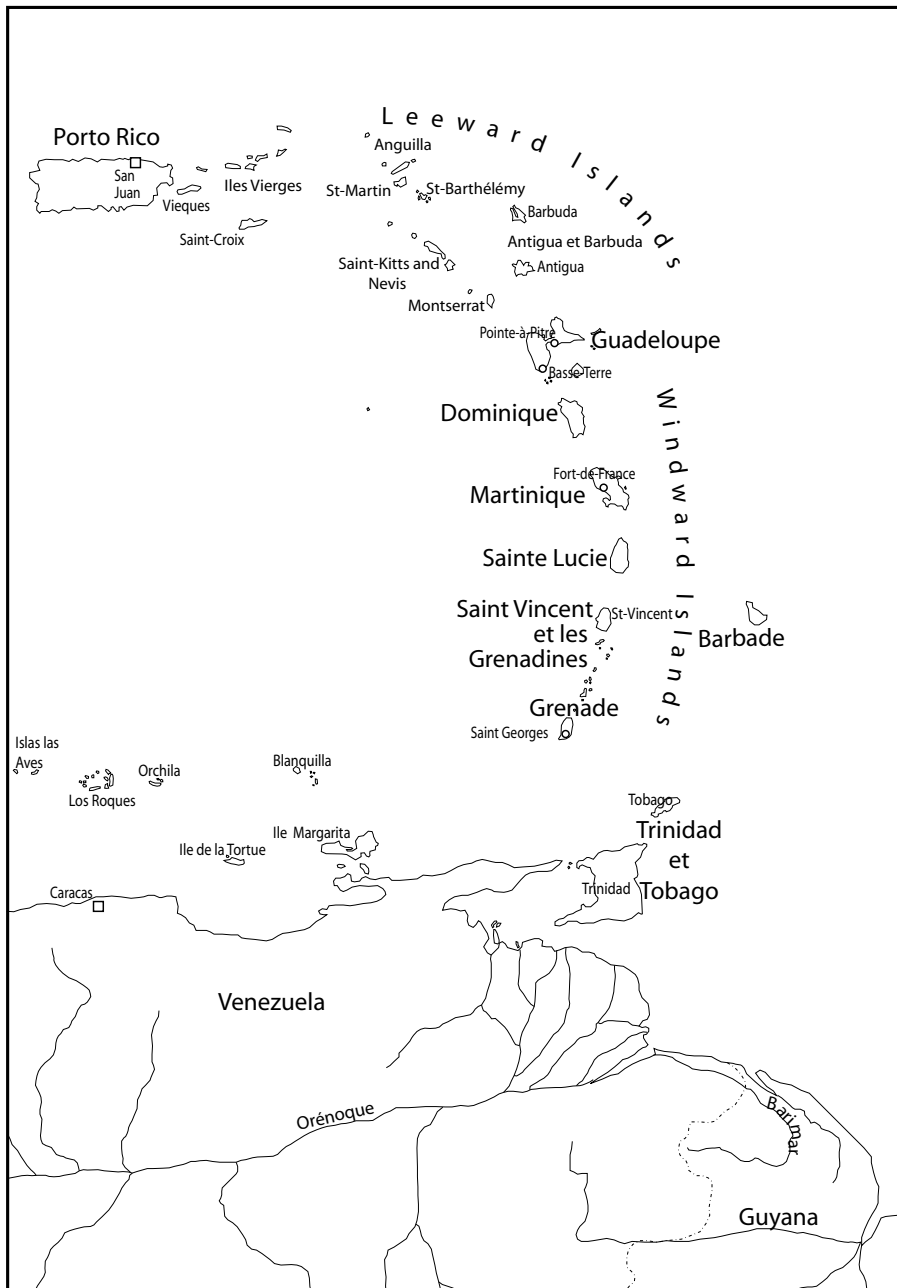 Leeward Islands
Porto Rico
San
Juan
Vieques
Iles Vierges
Saint-Croix
Anguilla
St-Martin
St-Barthélémy
Barbuda
Antigua et Barbuda
Antigua
Saint-Kitts and
Nevis
Montserrat
Pointe-à-Pitre
Guadeloupe
Basse-Terre
Dominique
Windward Islands
Fort-de-France
Martinique
Sainte Lucie
Saint Vincent
et les
Grenadines
St-Vincent
Barbade
Grenade
Saint Georges
Islas las
Aves
Los Roques
Orchila
Blanquilla
Ile de la Tortue
Ile Margarita
Tobago
Trinidad
et
Tobago
Trinidad
Caracas
Venezuela
Orénoque
Barimar
Guyana